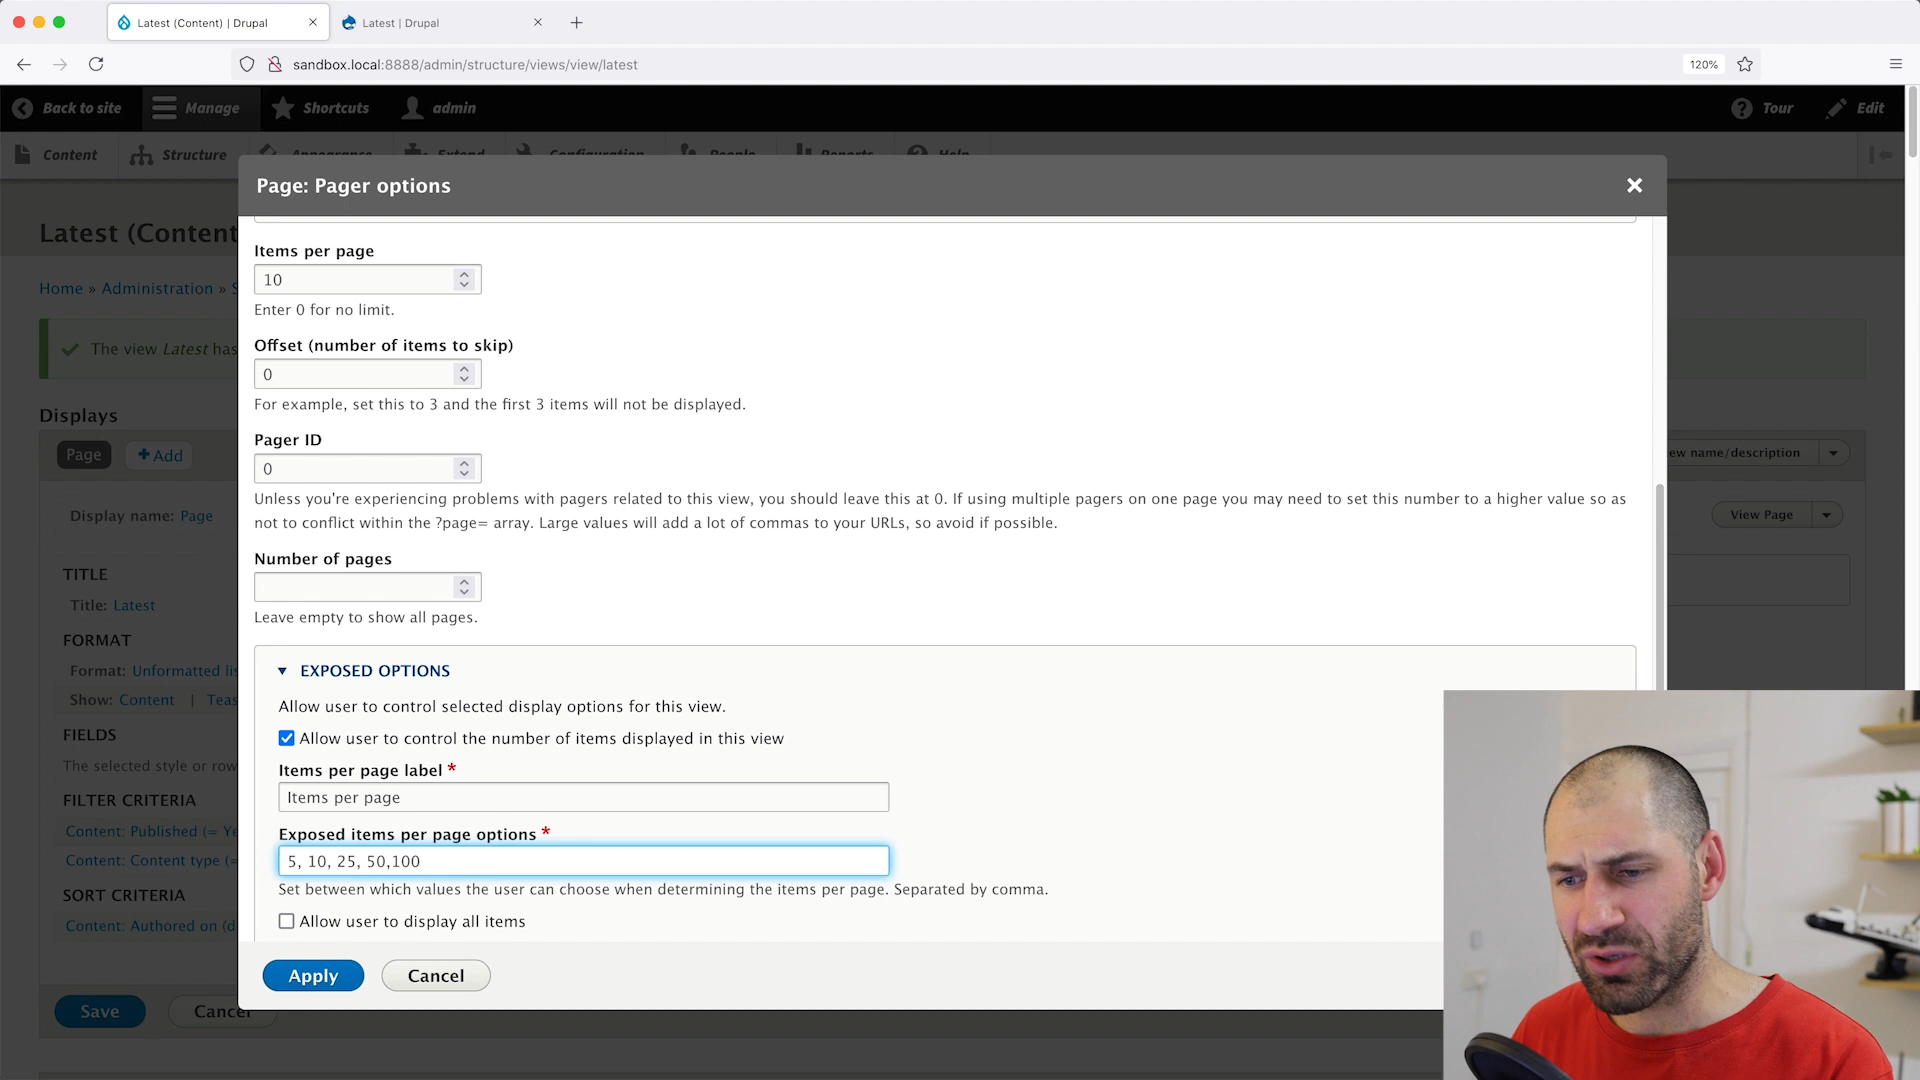 Latest (Content) | Drupal
Latest | Drupal
sandbox.local:8888/admin/structure/views/view/latest
120%
Back to site
Manage
Shortcuts
admin
Tour
Edit
Content
Structure
Appearance
Extend
Configuration
People
Reports
Help
Page: Pager options
Latest (Content
Home » Administration » S
The view Latest has
Displays
Page
Add
ew name/description
Display name: Page
View Page
TITLE
Title: Latest
FORMAT
Format: Unformatted lis
Show: Content | Teas
FIELDS
The selected style or row
FILTER CRITERIA
Content: Published (= Ye
Content: Content type (=
SORT CRITERIA
Content: Authored on (d
Save
Cancel
Items per page
10
Enter 0 for no limit.
Offset (number of items to skip)
0
For example, set this to 3 and the first 3 items will not be displayed.
Pager ID
0
Unless you're experiencing problems with pagers related to this view, you should leave this at 0. If using multiple pagers on one page you may need to set this number to a higher value so as
not to conflict within the ?page= array. Large values will add a lot of commas to your URLs, so avoid if possible.
Number of pages
Leave empty to show all pages.
EXPOSED OPTIONS
Allow user to control selected display options for this view.
Allow user to control the number of items displayed in this view
Items per page label *
Items per page
Exposed items per page options *
5, 10, 25, 50,100
Set between which values the user can choose when determining the items per page. Separated by comma.
Allow user to display all items
Apply
Cancel